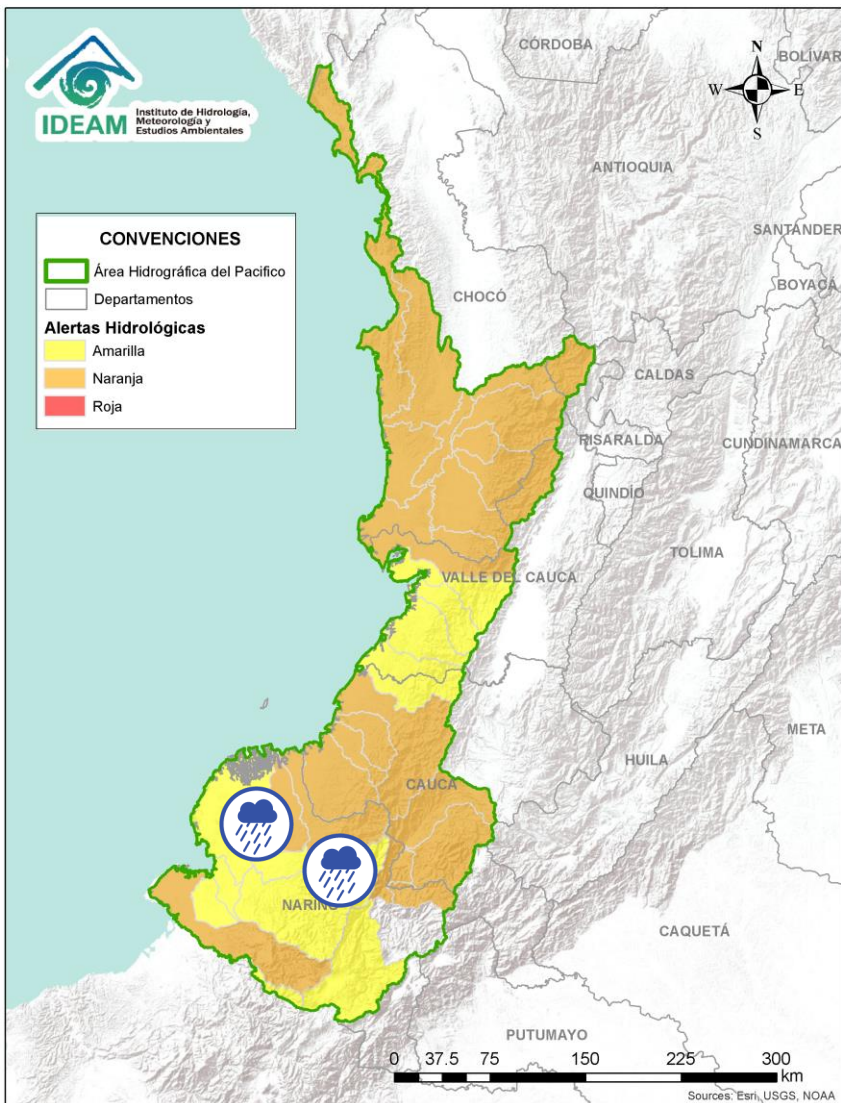 IDEAM
Instituto de Hidrología,
Meteorología y
Estudios Ambientales
N
W
E
S
CÓRDOBA
BOLÍVAR
ANTIOQUIA
SANTANDER
BOYACÁ
CHOCÓ
CONVENCIONES
Área Hidrográfica del Pacifico
Departamentos
Alertas Hidrológicas
Amarilla
Naranja
Roja
CALDAS
RISARALDA
CUNDINAMARCA
QUINDÍO
TOLIMA
VALLE DEL CAUCA
META
HUILA
CAUCA
NARIÑO
CAQUETÁ
PUTUMAYO
0 37.5 75 150 225 300
km
Sources: Esri, USGS, NOAA